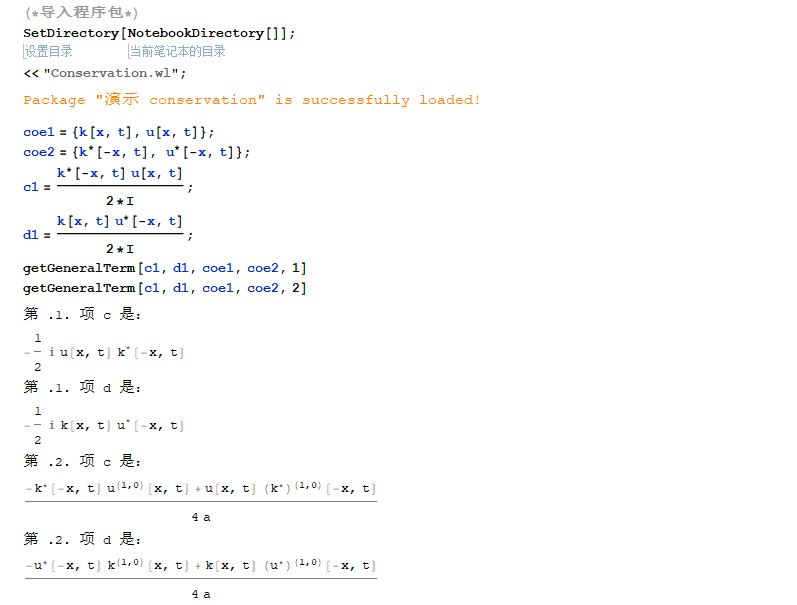 (*导入程序包*)
SetDirectory[NotebookDirectory[]];
设置目录 当前笔记本的目录
<< "Conservation.wl";
Package "演示 conservation" is successfully loaded!
coe1 = {k[x, t], u[x, t]};
coe2 = {k*[-x, t], u*[-x, t]};
k*[-x, t] u[x, t]
c1 = ;
2*I
k[x, t] u*[-x, t]
d1 = ;
2*I
getGeneralTerm[c1, d1, coe1, coe2, 1]
getGeneralTerm[c1, d1, coe1, coe2, 2]
第 .1. 项 c 是:
1
- i u[x, t] k*[-x, t]
2
第 .1. 项 d 是:
1
- i k[x, t] u*[-x, t]
2
第 .2. 项 c 是:
-k*[-x, t] u(1,0)[x, t] + u[x, t] (k*)(1,0)[-x, t]
4 a
第 .2. 项 d 是:
-u*[-x, t] k(1,0)[x, t] + k[x, t] (u*)(1,0)[-x, t]
4 a